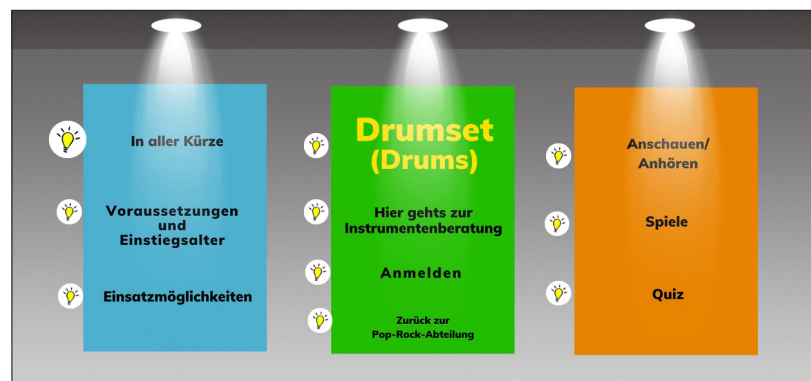 In aller Kürze
Voraussetzungen
und
Einstiegsalter
Einsatzmöglichkeiten
Drumset
(Drums)
Hier gehts zur
Instrumentenberatung
Anmelden
Zurück zur
Pop-Rock-Abteilung
Anschauen/
Anhören
Spiele
Quiz